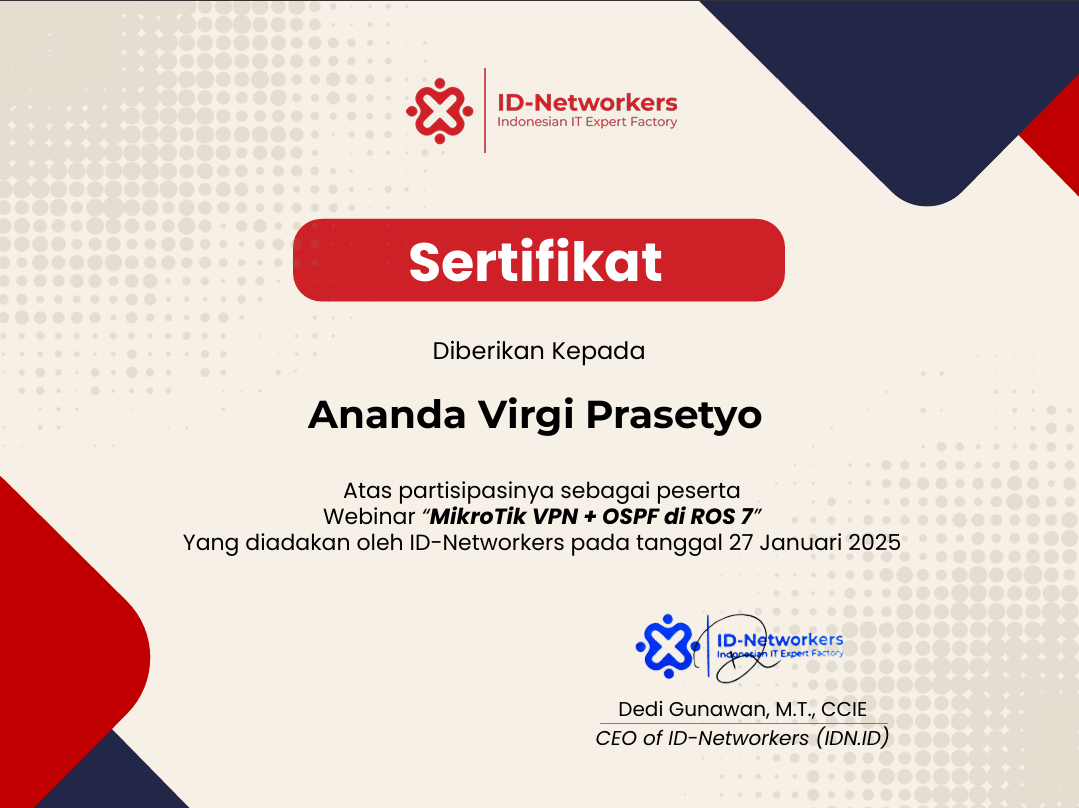 ID-Networkers
Indonesian IT Expert Factory
Sertifikat
Diberikan Kepada
Ananda Virgi Prasetyo
Atas partisipasinya sebagai peserta
Webinar “MikroTik VPN + OSPF di ROS 7”
Yang diadakan oleh ID-Networkers pada tanggal 27 Januari 2025
ID-Networkers
Indonesian IT Expert Factory
Dedi Gunawan, M.T., CCIE
CEO of ID-Networkers (IDN.ID)